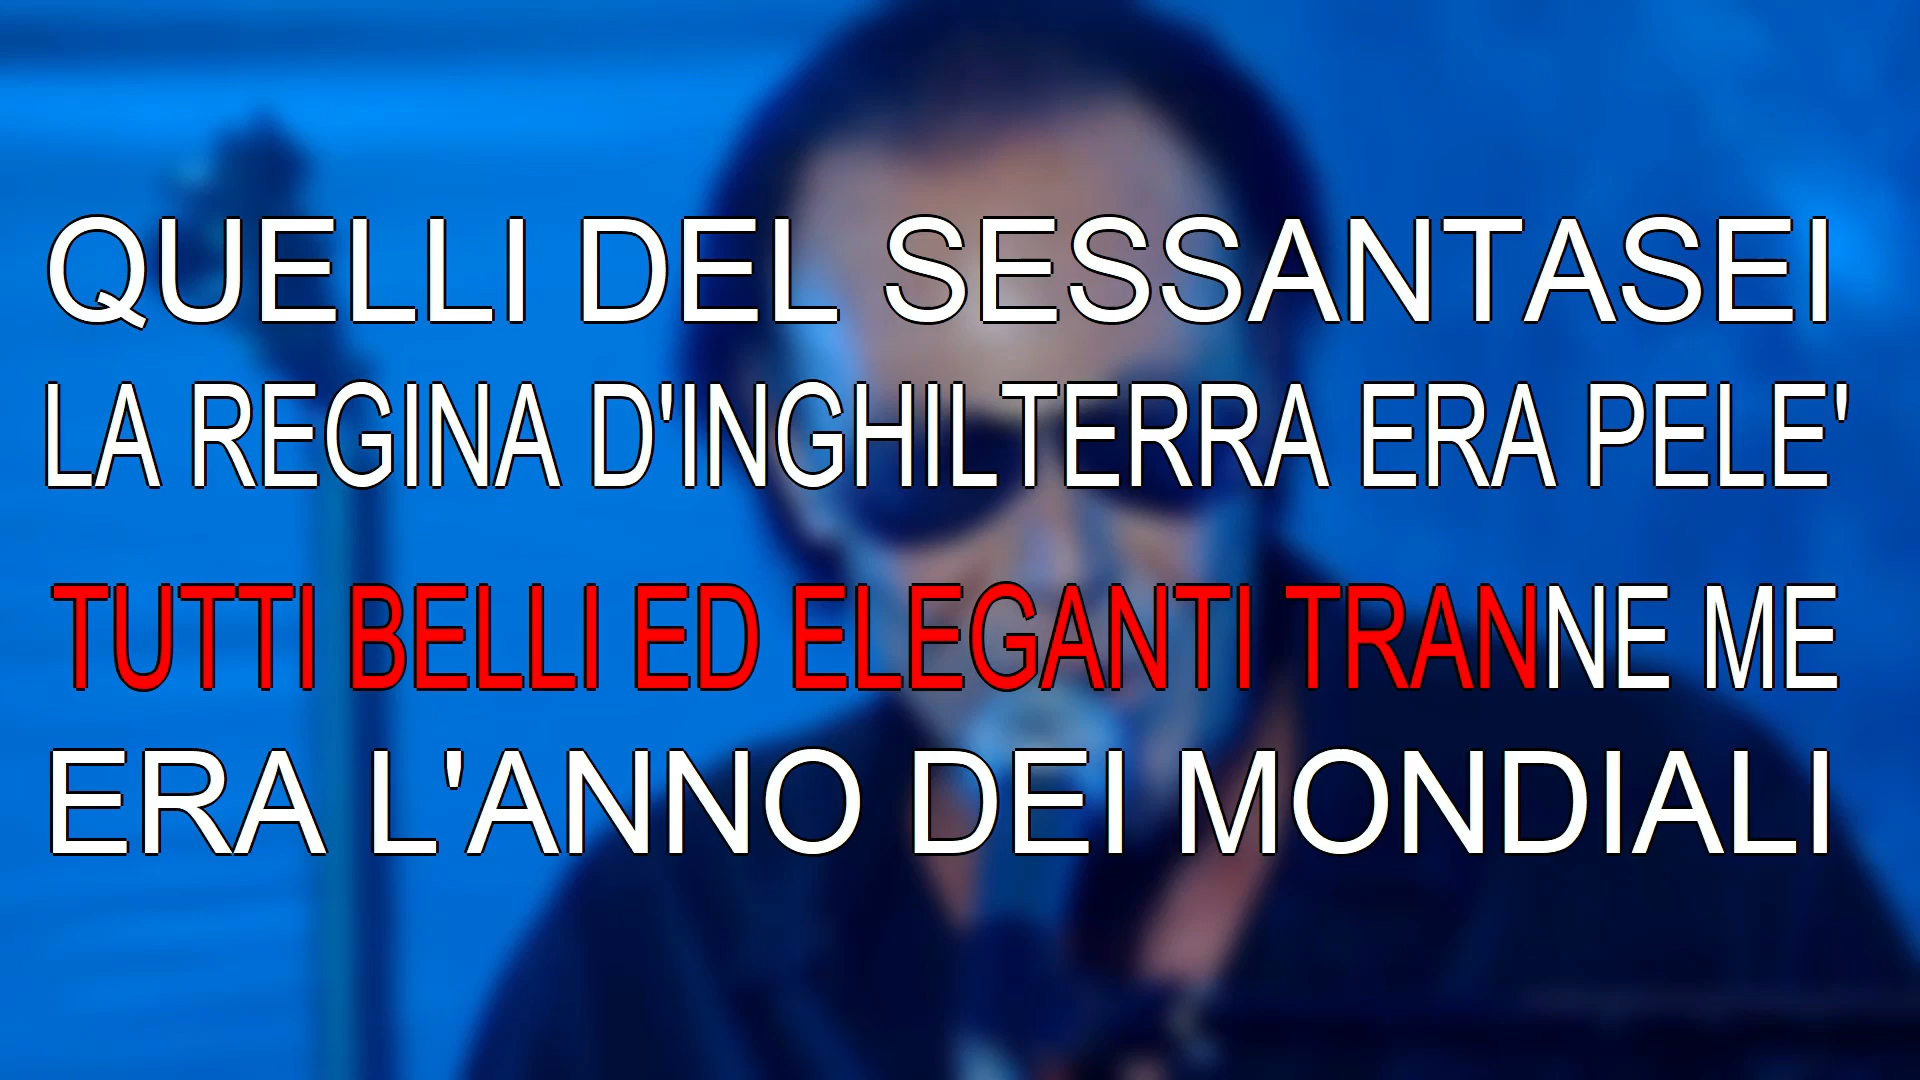 QUELLI DEL SESSANTASEI
LA REGINA D'INGHILTERRA ERA PELE'
TUTTI BELLI ED ELEGANTI TRANNE ME
ERA L'ANNO DEI MONDIALI